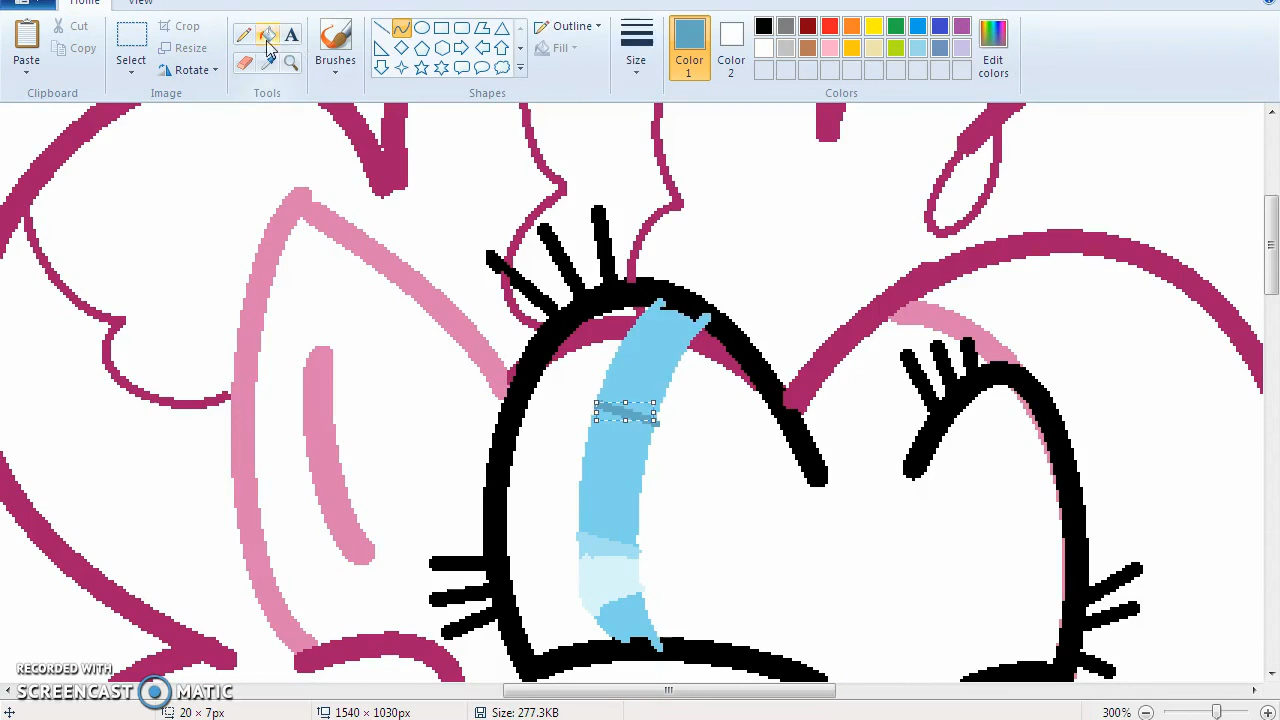 Home View
Cut
Copy
Paste
Clipboard
Select
Crop
Resize
Rotate
Image
A
Tools
Brushes
Outline
Fill
Shapes
Size
Color 1
Color 2
Edit colors
Colors
RECORDED WITH
SCREENCAST MATIC
20 × 7px
1540 × 1030px
Size: 277.3KB
300%